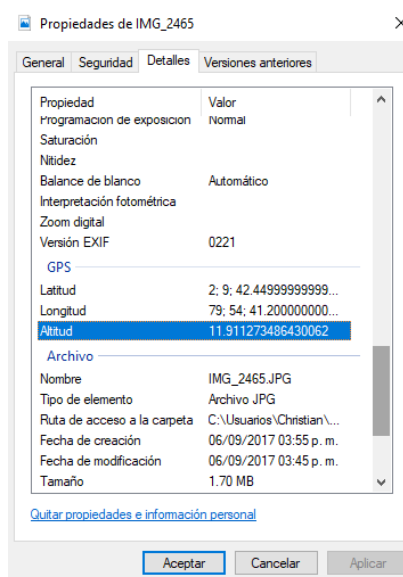 Propiedades de IMG_2465
General Seguridad Detalles Versiones anteriores
Propiedad Valor
Programación de exposición Normal
Saturación
Nitidez
Balance de blanco Automático
Interpretación fotométrica
Zoom digital
Versión EXIF 0221
GPS
Latitud 2; 9; 42.44999999999...
Longitud 79; 54; 41.200000000...
Altitud 11.911273486430062
Archivo
Nombre IMG_2465.JPG
Tipo de elemento Archivo JPG
Ruta de acceso a la carpeta C:\Usuarios\Christian\...
Fecha de creación 06/09/2017 03:55 p. m.
Fecha de modificación 06/09/2017 03:45 p. m.
Tamaño 1.70 MB
Quitar propiedades e información personal
Aceptar Cancelar Aplicar